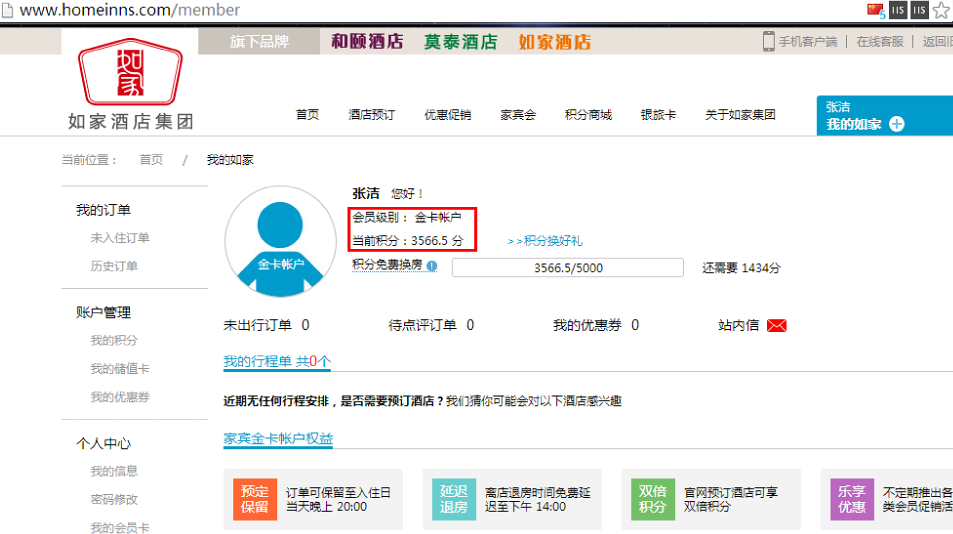 www.homeinns.com/member
5 IIS IIS
旗下品牌 和颐酒店 莫泰酒店 如家酒店
手机客户端 | 在线客服 | 返回旧
如家
如家酒店集团
首页 酒店预订 优惠促销 家宾会 积分商城 银旅卡 关于如家集团
张洁
我的如家
当前位置： 首页 / 我的如家
我的订单
未入住订单
历史订单
账户管理
我的积分
我的储值卡
我的优惠券
个人中心
我的信息
密码修改
我的会员卡
金卡帐户
张洁 您好！
会员级别： 金卡帐户
当前积分：3566.5 分 >>积分换好礼
积分免费换房 3566.5/5000 还需要 1434分
未出行订单 0 待点评订单 0 我的优惠券 0 站内信
我的行程单 共0个
近期无任何行程安排，是否需要预订酒店？我们猜你可能会对以下酒店感兴趣
家宾金卡帐户权益
预定
保留
订单可保留至入住日
当天晚上 20:00
延迟
退房
离店退房时间免费延
迟至下午 14:00
双倍
积分
官网预订酒店可享
双倍积分
乐享
优惠
不定期推出各
类会员促销活